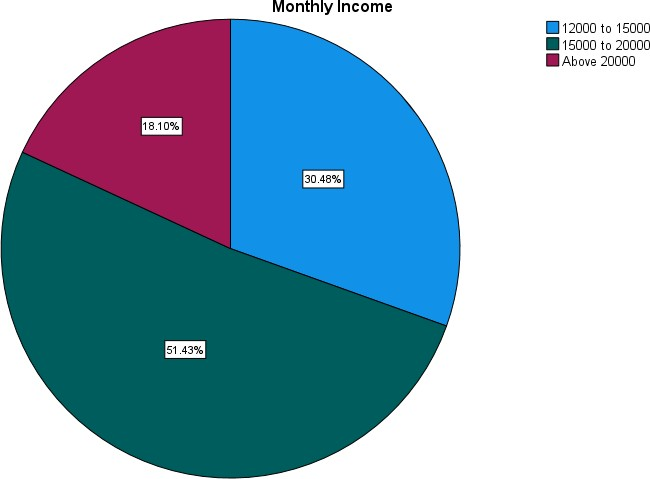 Monthly Income
12000 to 15000
15000 to 20000
Above 20000
18.10%
30.48%
51.43%